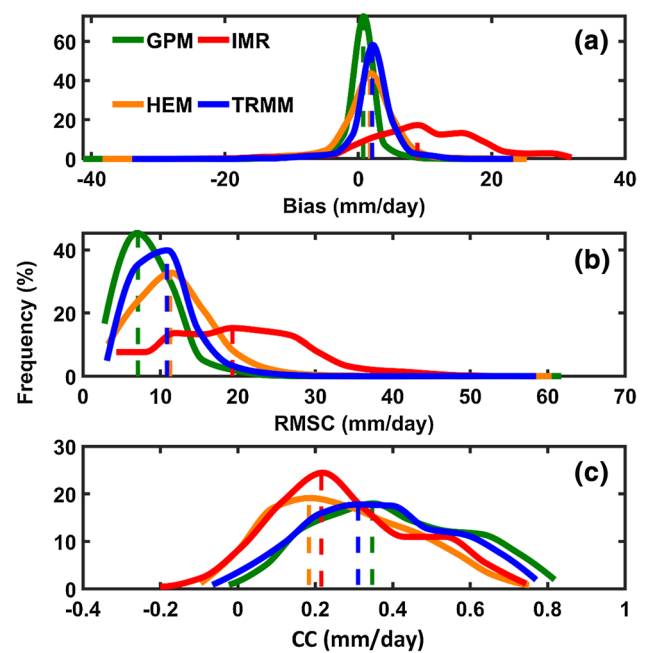 GPM IMR (a)
HEM TRMM
60
40
20
0
-40 -20 0 20 40
Bias (mm/day)
Frequency (%)
(b)
40
20
0
0 10 20 30 40 50 60 70
RMSC (mm/day)
(c)
30
20
10
0
-0.4 -0.2 0 0.2 0.4 0.6 0.8 1
CC (mm/day)